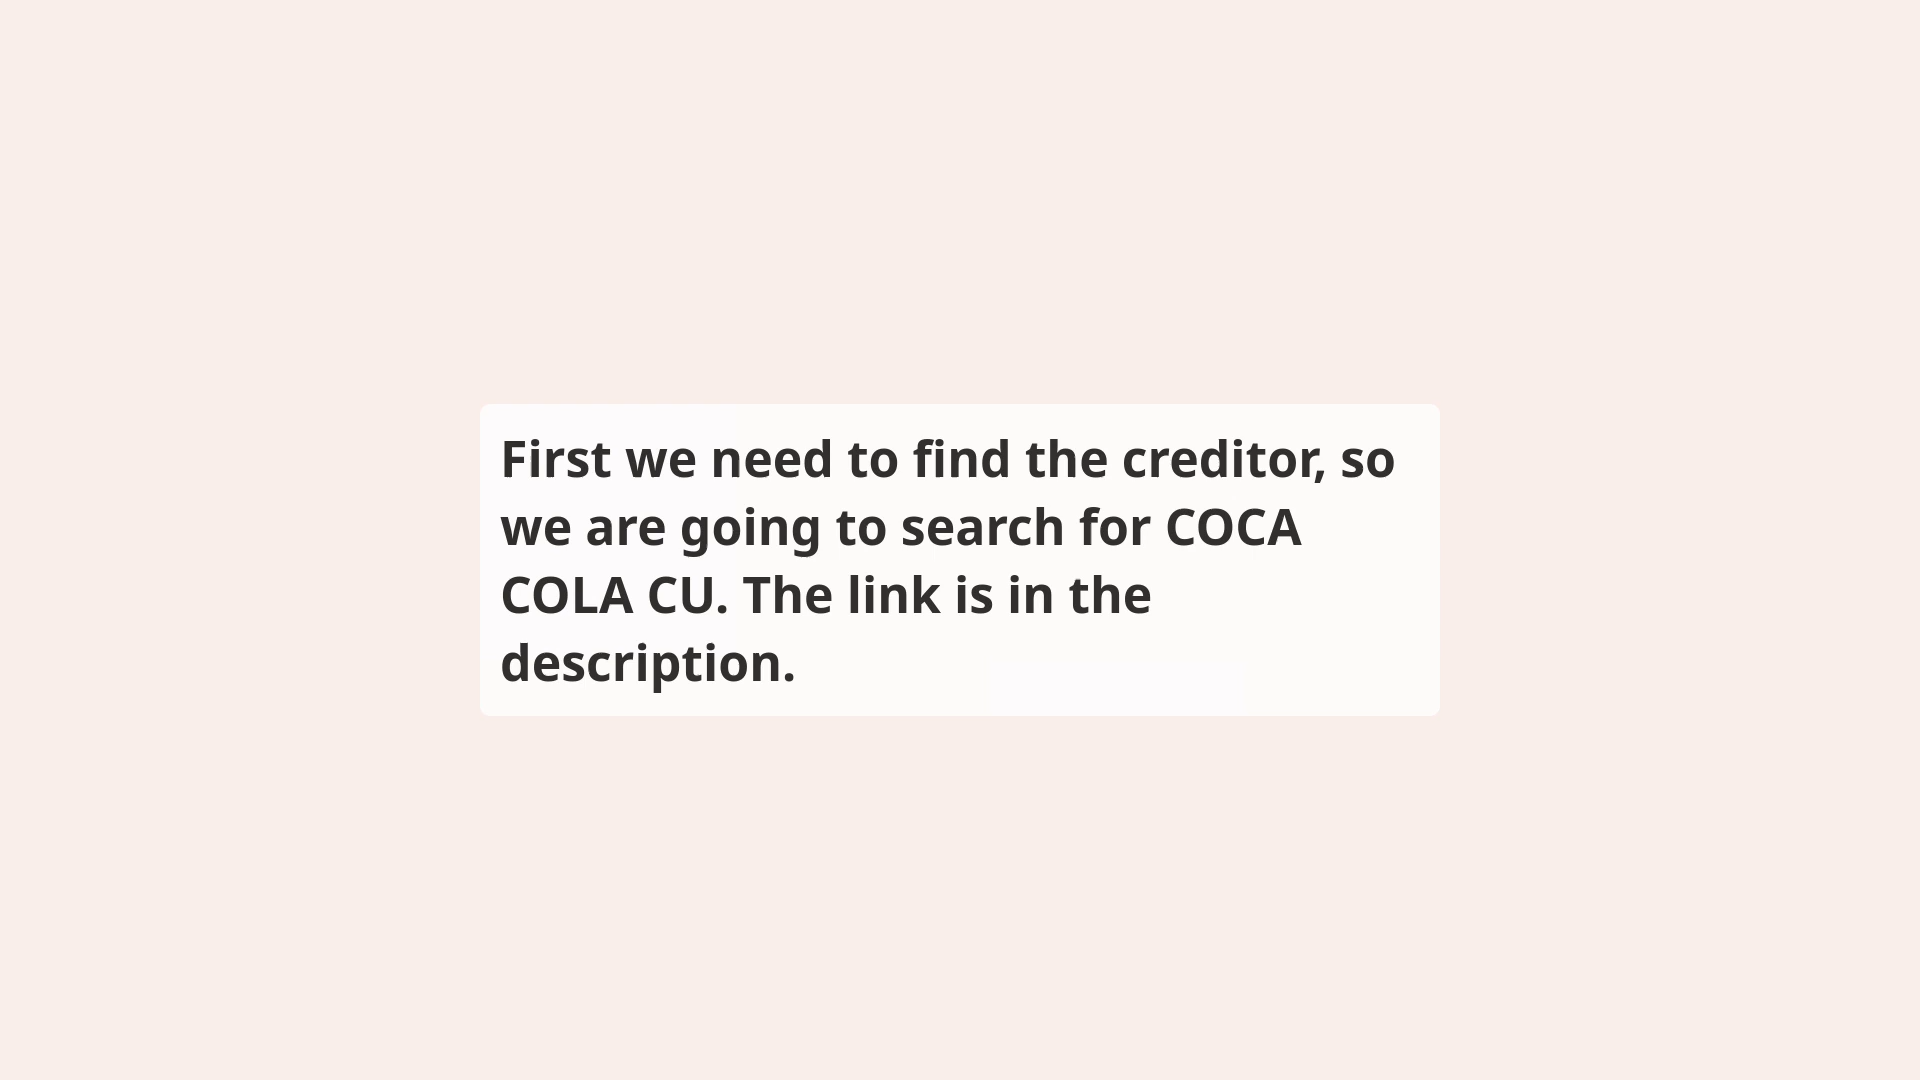 First we need to find the creditor, so
we are going to search for COCA
COLA CU. The link is in the
description.